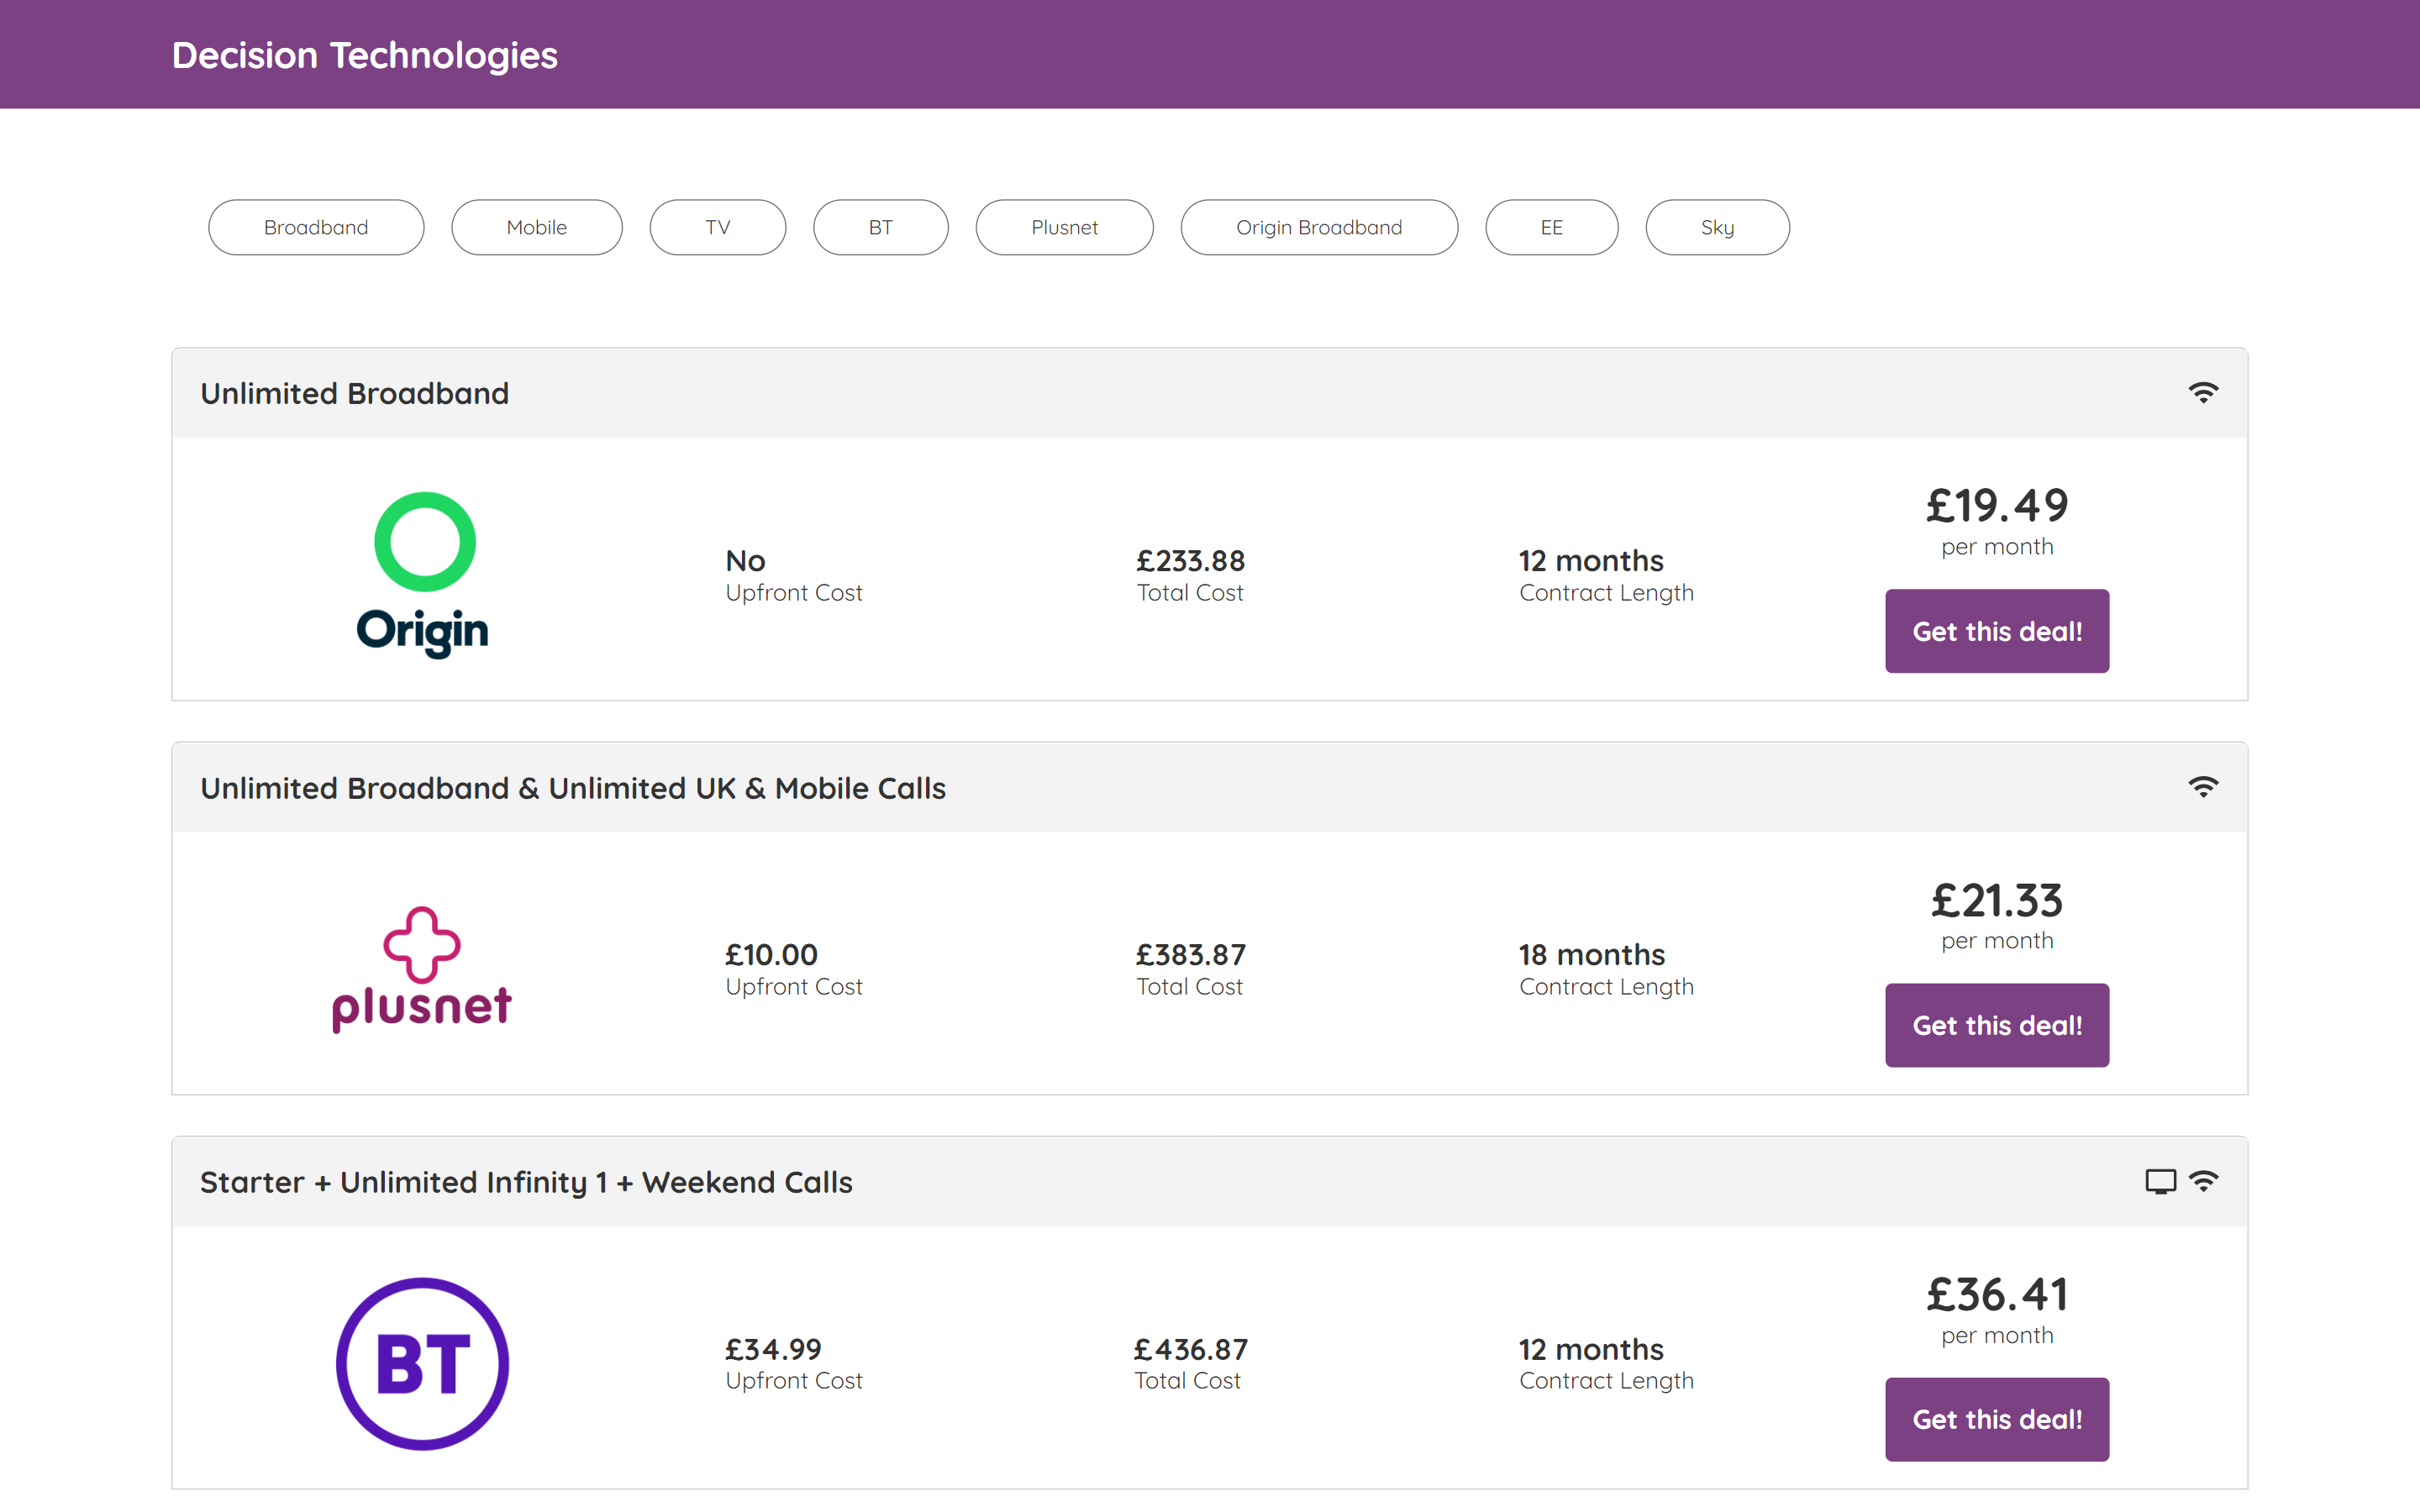 Decision Technologies
Broadband Mobile TV BT Plusnet Origin Broadband EE Sky
Unlimited Broadband
Origin
No
Upfront Cost
£233.88
Total Cost
12 months
Contract Length
£19.49
per month
Get this deal!
Unlimited Broadband & Unlimited UK & Mobile Calls
plusnet
£10.00
Upfront Cost
£383.87
Total Cost
18 months
Contract Length
£21.33
per month
Get this deal!
Starter + Unlimited Infinity 1 + Weekend Calls
BT
£34.99
Upfront Cost
£436.87
Total Cost
12 months
Contract Length
£36.41
per month
Get this deal!